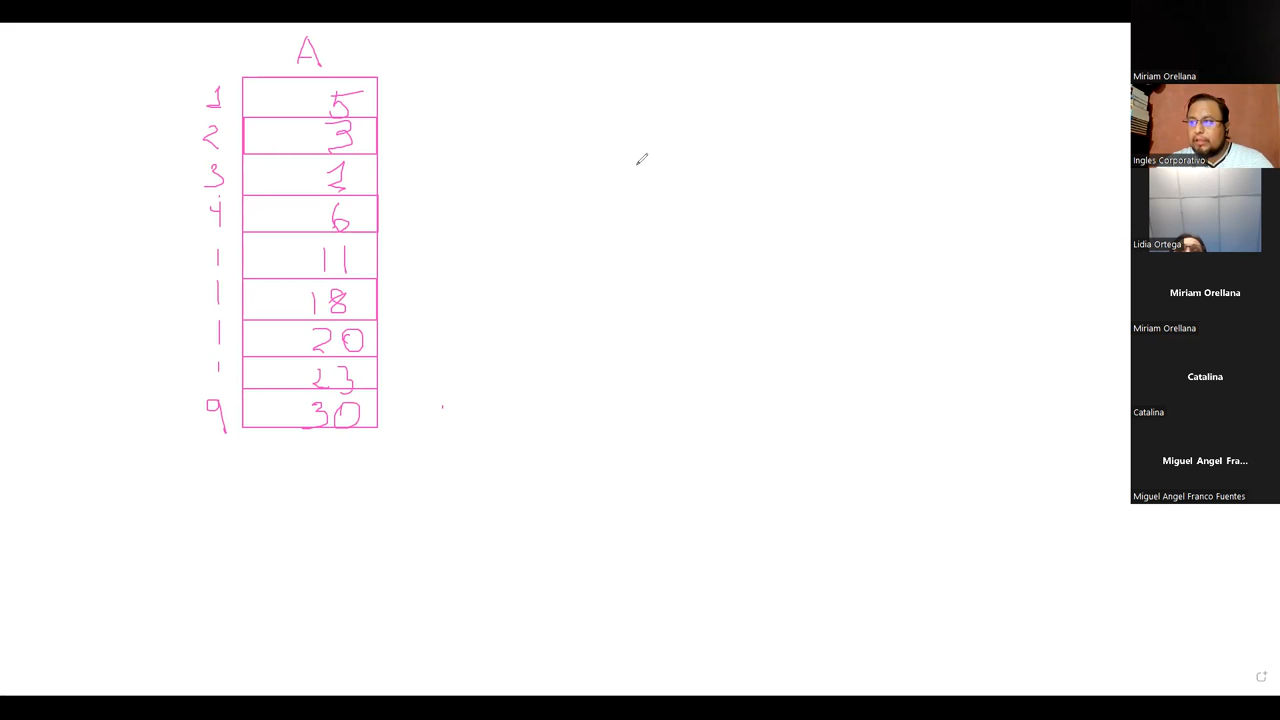 A
1 5
2 3
3 1
4 6
11
18
20
23
9 30
Miriam Orellana
Ingles Corporativo
Lidia Ortega
Miriam Orellana
Miriam Orellana
Catalina
Catalina
Miguel Angel Fra...
Miguel Angel Franco Fuentes